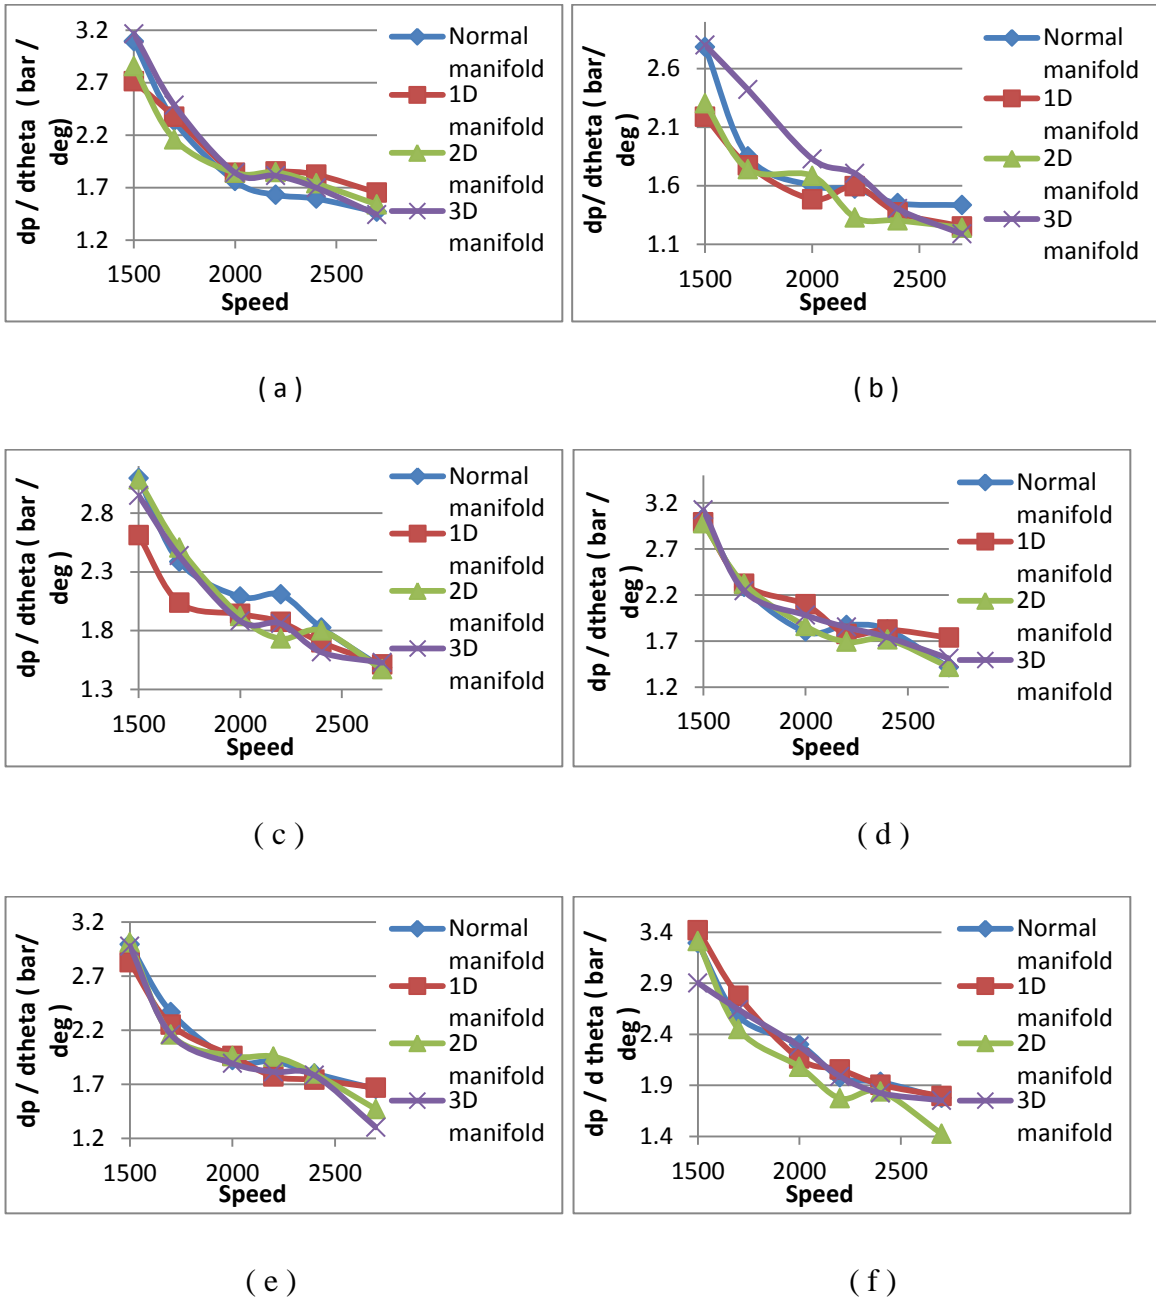 3.2
2.7
2.2
1.7
1.2
1500 2000 2500
Speed
dp / dtheta ( bar /
deg)
Normal
manifold
1D
manifold
2D
manifold
3D
manifold
( a )
2.6
2.1
1.6
1.1
1500 2000 2500
Speed
dp/ dtheta ( bar/
deg )
Normal
manifold
1D
manifold
2D
manifold
3D
manifold
( b )
2.8
2.3
1.8
1.3
1500 2000 2500
Speed
dp / dtheta ( bar /
deg )
Normal
manifold
1D
manifold
2D
manifold
3D
manifold
( c )
3.2
2.7
2.2
1.7
1.2
1500 2000 2500
Speed
dp / dtheta ( bar /
deg )
Normal
manifold
1D
manifold
2D
manifold
3D
manifold
( d )
3.2
2.7
2.2
1.7
1.2
1500 2000 2500
Speed
dp / dtheta ( bar/
deg )
Normal
manifold
1D
manifold
2D
manifold
3D
manifold
( e )
3.4
2.9
2.4
1.9
1.4
1500 2000 2500
Speed
dp / d theta ( bar /
deg )
Normal
manifold
1D
manifold
2D
manifold
3D
manifold
( f )